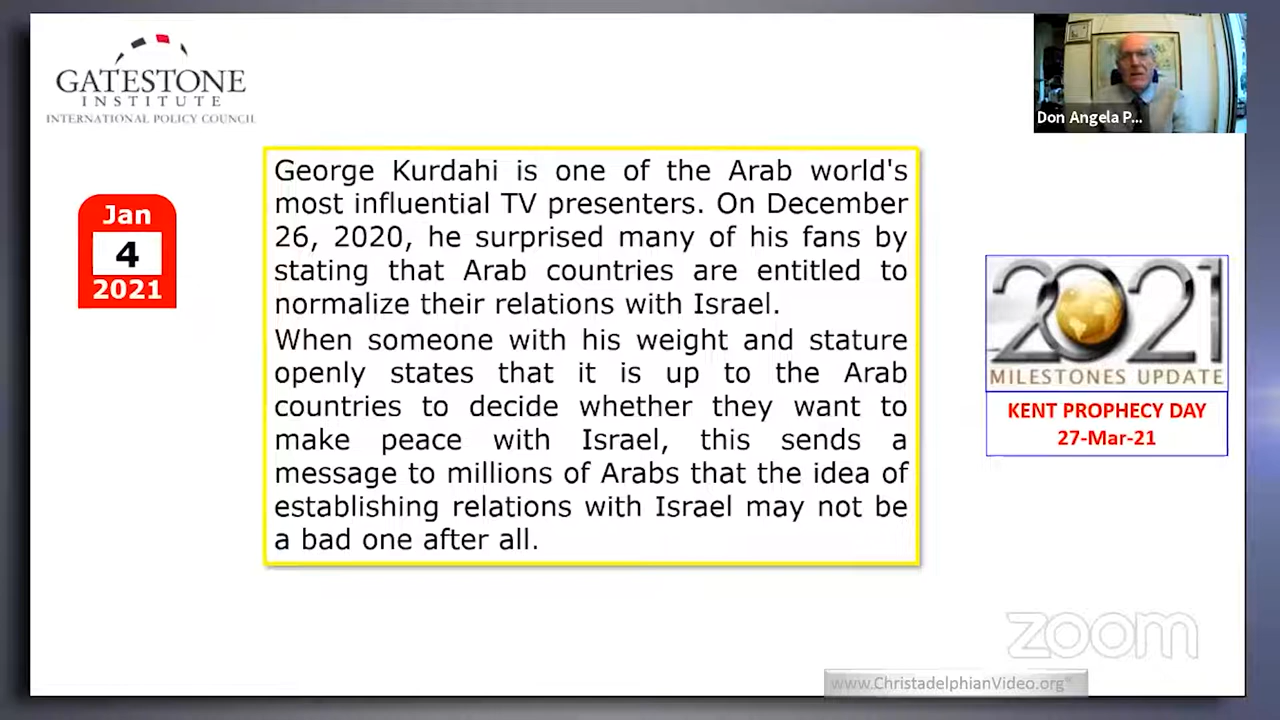 GATESTONE
INSTITUTE
INTERNATIONAL POLICY COUNCIL
Don Angela P...
Jan
4
2021
George Kurdahi is one of the Arab world's
most influential TV presenters. On December
26, 2020, he surprised many of his fans by
stating that Arab countries are entitled to
normalize their relations with Israel.
When someone with his weight and stature
openly states that it is up to the Arab
countries to decide whether they want to
make peace with Israel, this sends a
message to millions of Arabs that the idea of
establishing relations with Israel may not be
a bad one after all.
2021
MILESTONES UPDATE
KENT PROPHECY DAY
27-Mar-21
zoom
www.ChristadelphianVideo.org"